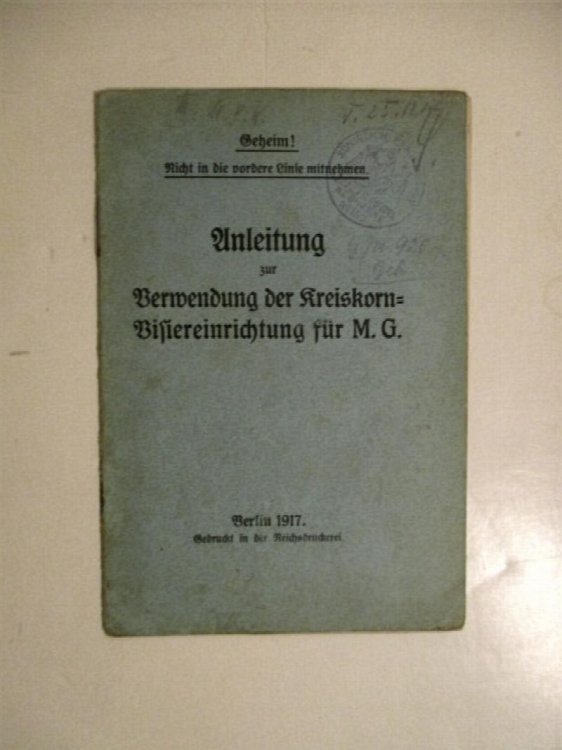 Geheim!
Nicht in die vordere Linie mitnehmen.
Anleitung
zur
Verwendung der Kreiskorn-
Visiereinrichtung für M. G.
Berlin 1917.
Gedruckt in der Reichsdruckerei